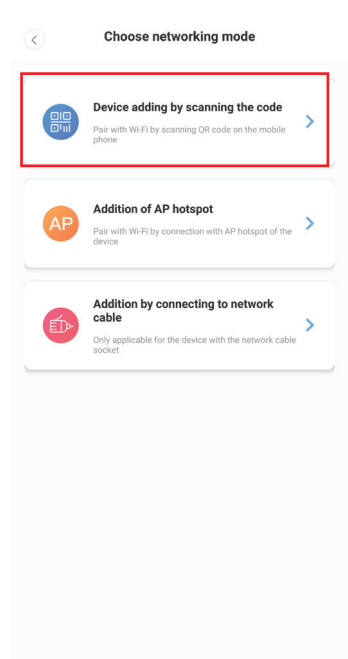 Choose networking mode
Device adding by scanning the code
Pair with Wi-Fi by scanning QR code on the mobile
phone
AP
Addition of AP hotspot
Pair with Wi-Fi by connection with AP hotspot of the
device
Addition by connecting to network
cable
Only applicable for the device with the network cable
socket